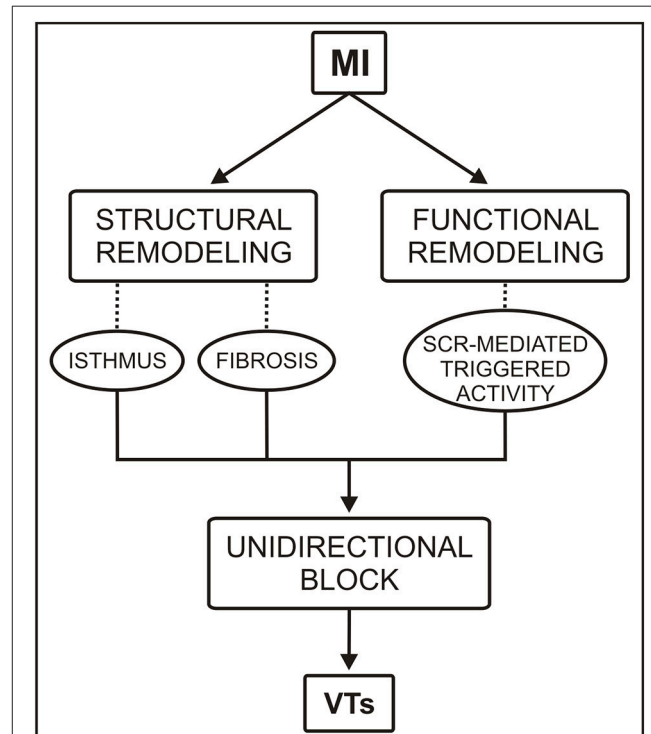 MI
STRUCTURAL
REMODELING
FUNCTIONAL
REMODELING
ISTHMUS
FIBROSIS
SCR-MEDIATED
TRIGGERED
ACTIVITY
UNIDIRECTIONAL
BLOCK
VTs